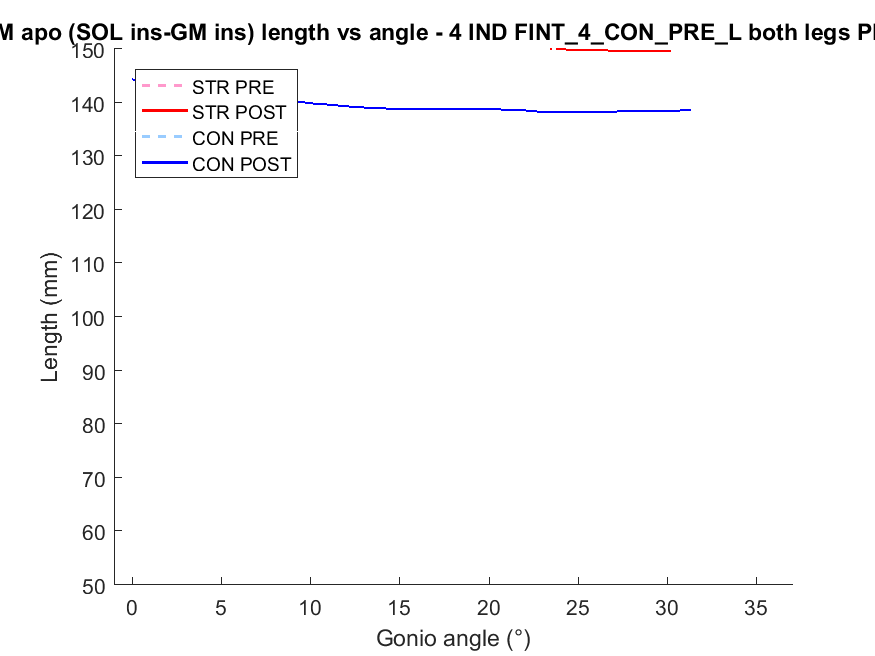 M apo (SOL ins-GM ins) length vs angle - 4 IND FINT_4_CON_PRE_L both legs P
150
140
130
120
110
100
90
80
70
60
50
Length (mm)
STR PRE
STR POST
CON PRE
CON POST
0 5 10 15 20 25 30 35
Gonio angle (°)